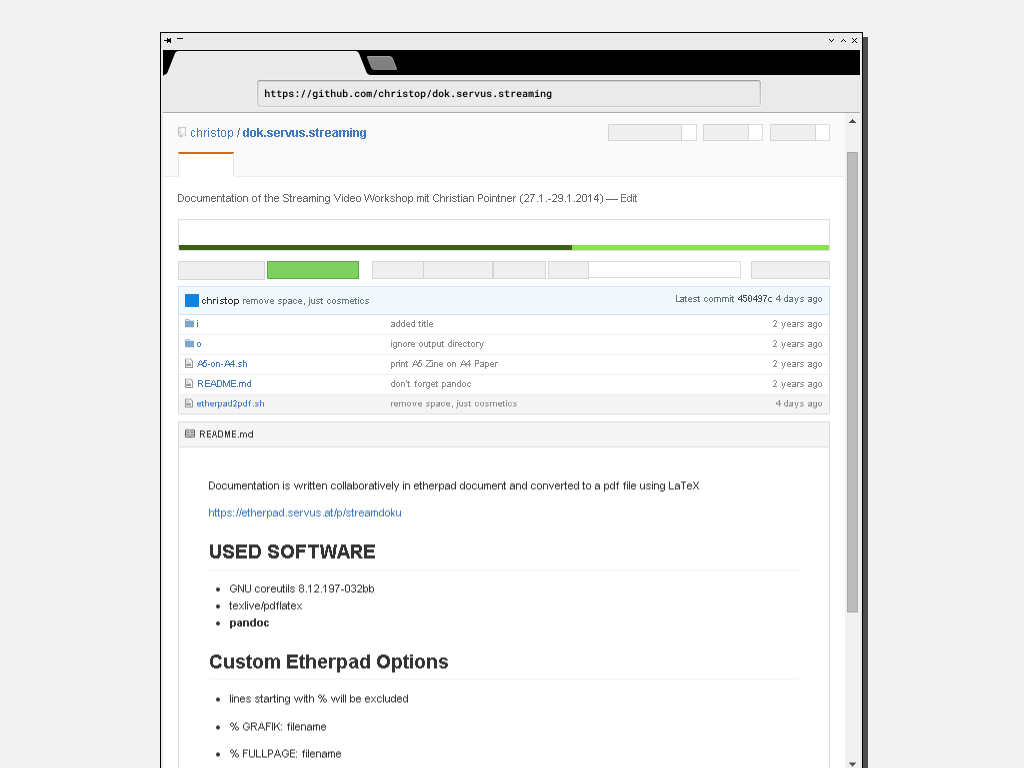 https://github.com/christop/dok.servus.streaming
christop / dok.servus.streaming
Documentation of the Streaming Video Workshop mit Christian Pointner (27.1.-29.1.2014) — Edit
christop remove space, just cosmetics Latest commit 450497c 4 days ago
i added title 2 years ago
o ignore output directory 2 years ago
A5-on-A4.sh print A5 Zine on A4 Paper 2 years ago
README.md don't forget pandoc 2 years ago
etherpad2pdf.sh remove space, just cosmetics 4 days ago
README.md
Documentation is written collaboratively in etherpad document and converted to a pdf file using LaTeX
https://etherpad.servus.at/p/streamdoku
USED SOFTWARE
• GNU coreutils 8.12.197-032bb
• texlive/pdflatex
• pandoc
Custom Etherpad Options
• lines starting with % will be excluded
• % GRAFIK: filename
• % FULLPAGE: filename